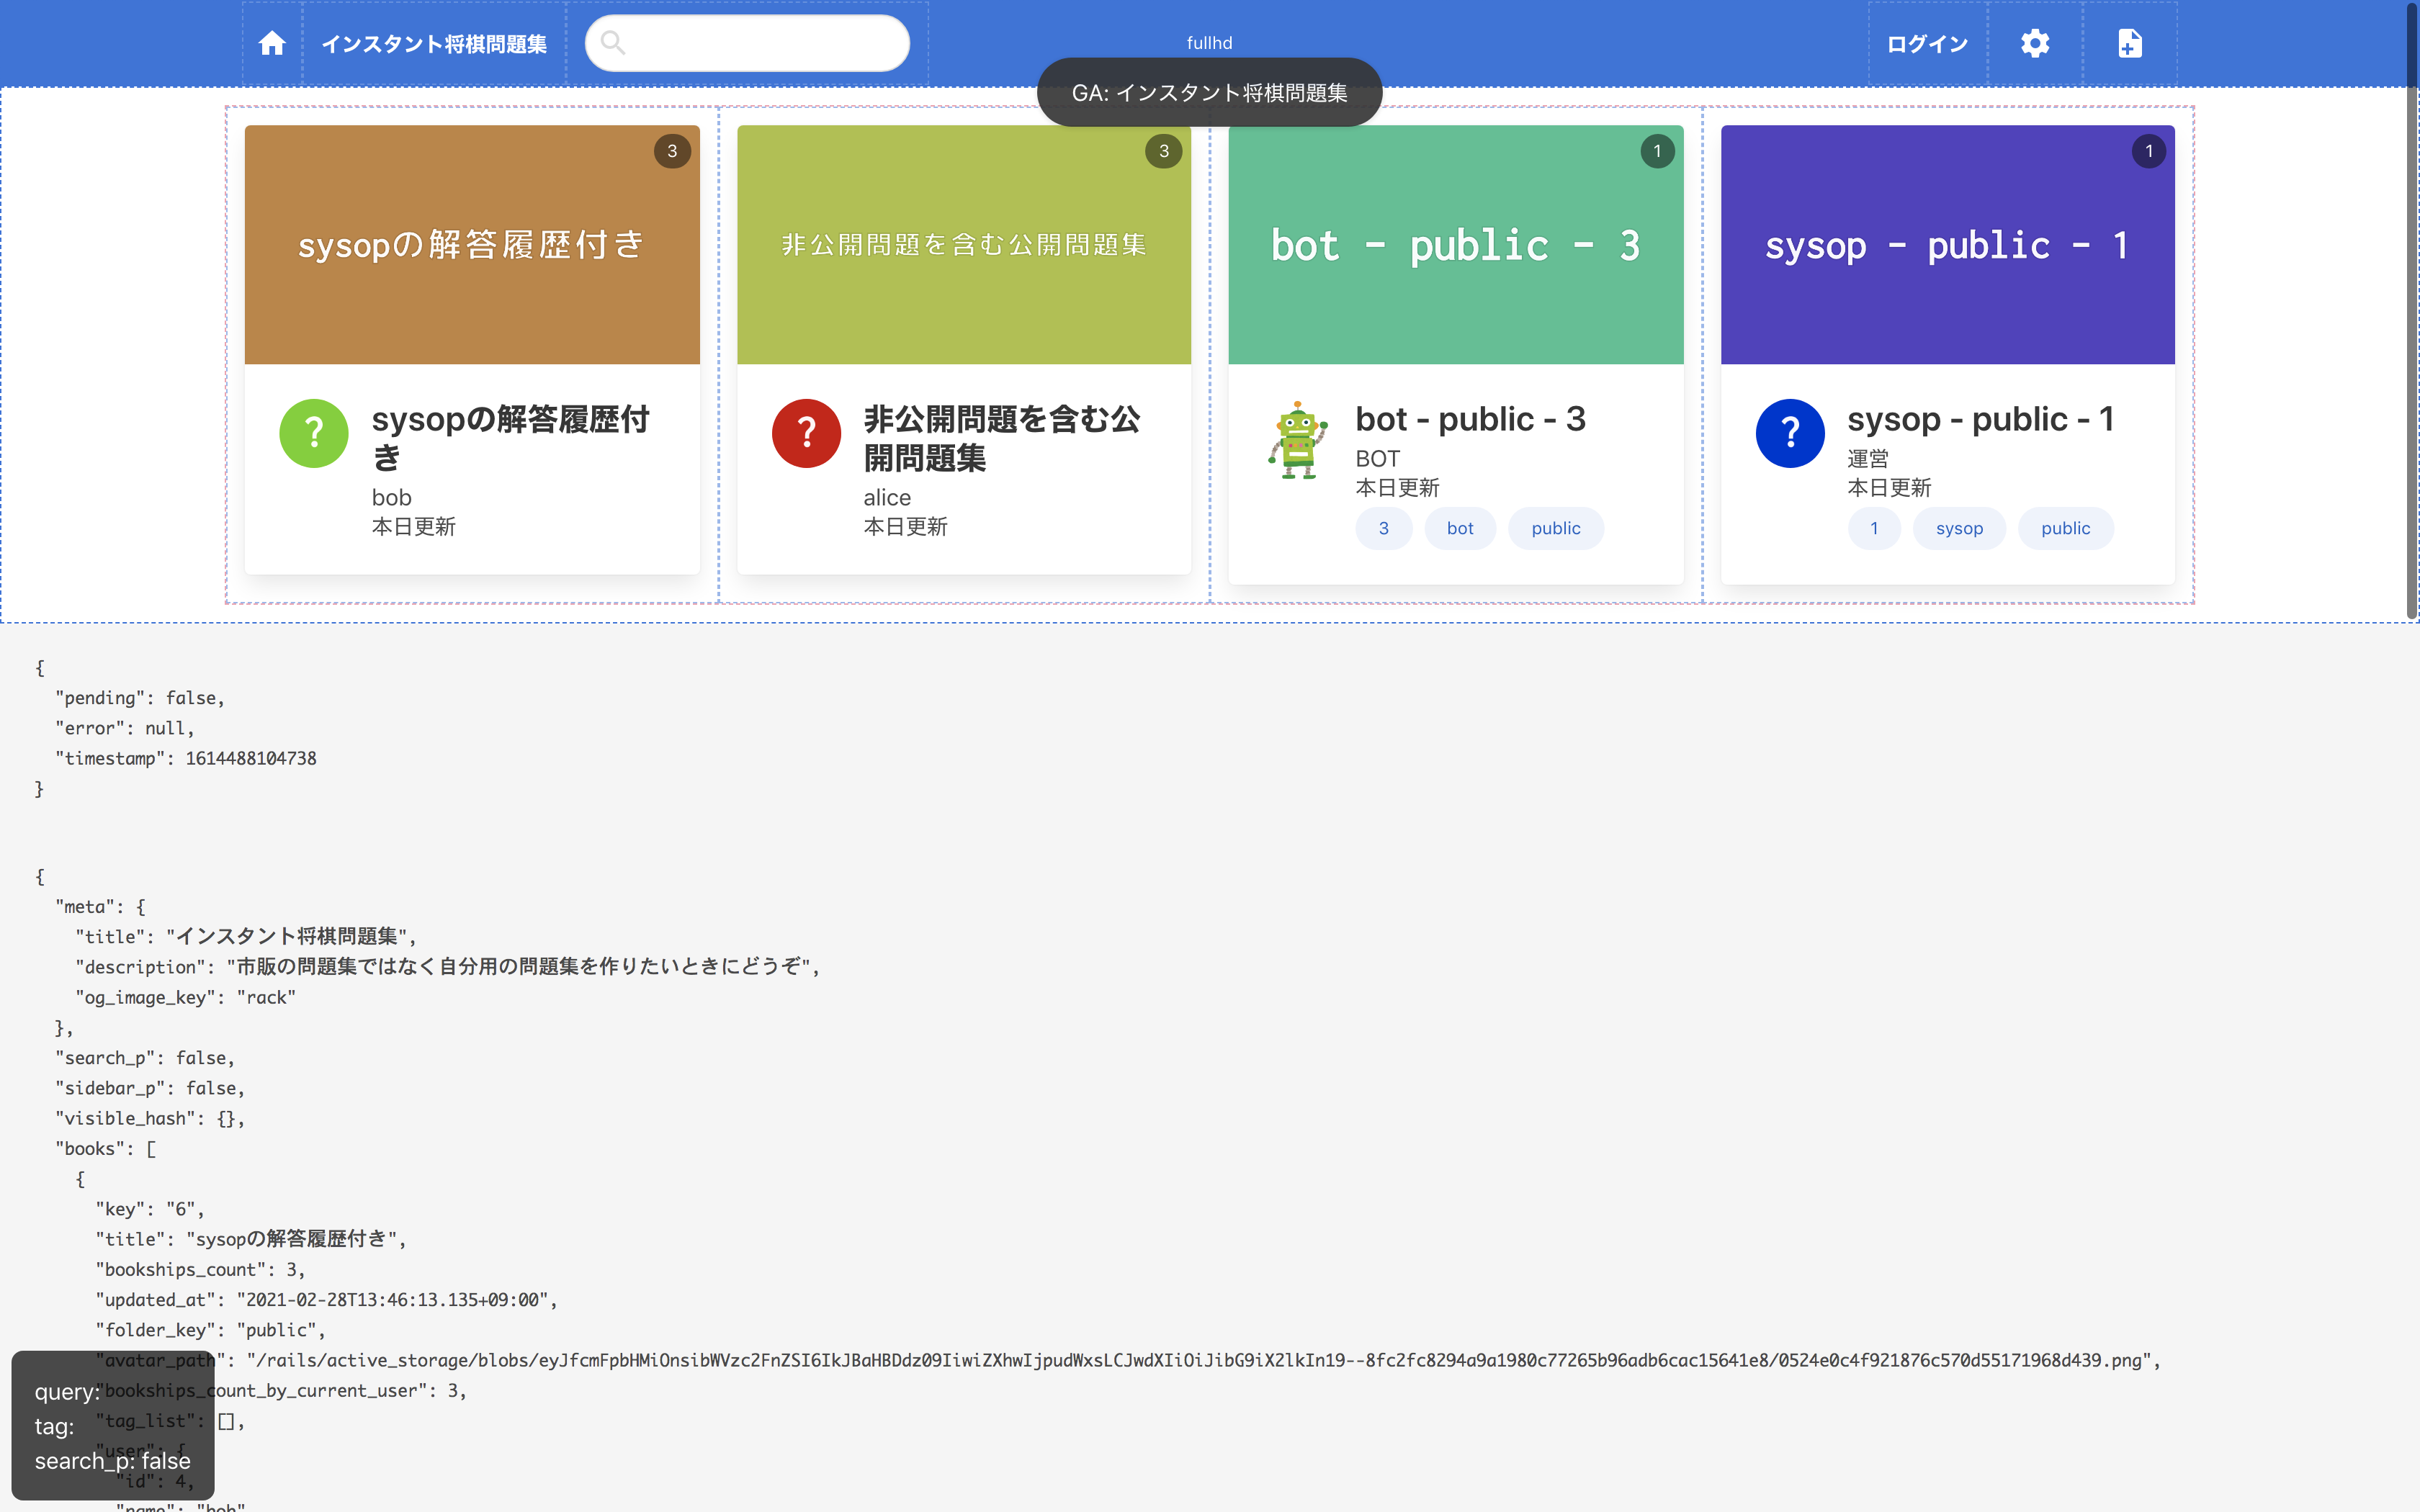 インスタント将棋問題集
fullhd
ログイン
GA: インスタント将棋問題集
3
sysopの解答履歴付き
sysopの解答履歴付
き
bob
本日更新
3
非公開問題を含む公開問題集
非公開問題を含む公
開問題集
alice
本日更新
1
bot - public - 3
bot - public - 3
BOT
本日更新
3 bot public
1
sysop - public - 1
sysop - public - 1
運営
本日更新
1 sysop public
{
"pending": false,
"error": null,
"timestamp": 1614488104738
}
{
"meta": {
"title": "インスタント将棋問題集",
"description": "市販の問題集ではなく自分用の問題集を作りたいときにどうぞ",
"og_image_key": "rack"
},
"search_p": false,
"sidebar_p": false,
"visible_hash": {},
"books": [
{
"key": "6",
"title": "sysopの解答履歴付き",
"bookships_count": 3,
"updated_at": "2021-02-28T13:46:13.135+09:00",
"folder_key": "public",
"avatar_path": "/rails/active_storage/blobs/eyJfcmFpbHMiOnsibWVzc2FnZSI6IkJBaHBDdz09IiwiZXhwIjpudWxsLCJwdXIiOiJibG9iX2lkIn19--8fc2fc8294a9a1980c77265b96adb6cac15641e8/0524e0c4f921876c570d55171968d439.png",
"bookships_count_by_current_user": 3,
"tag_list": [],
"user": {
"id": 4,
"name": "bob"
query:
tag:
search_p: false